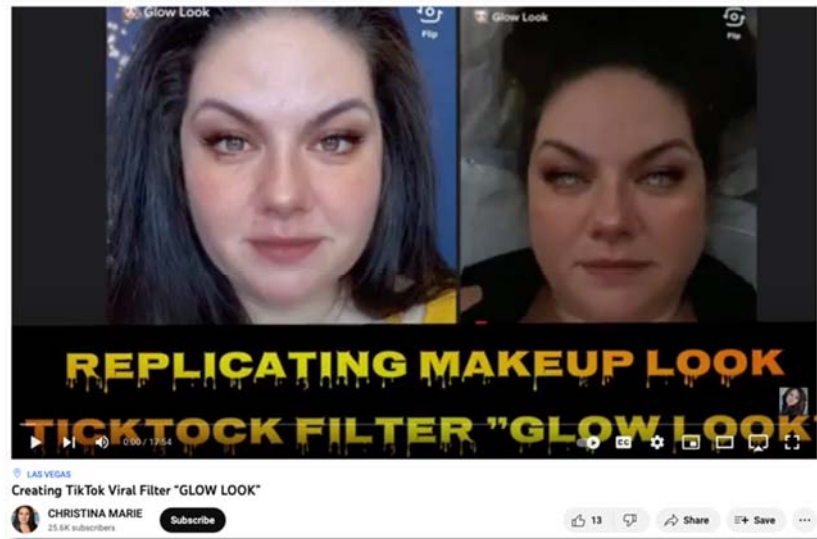 Glow Look
Flip
Glow Look
Flip
REPLICATING MAKEUP LOOK
TICKTOCK FILTER "GLOW LOOK"
0:00 / 17:54
CC
LAS VEGAS
Creating TikTok Viral Filter “GLOW LOOK”
CHRISTINA MARIE
25.6K subscribers
Subscribe
13
Share
Save